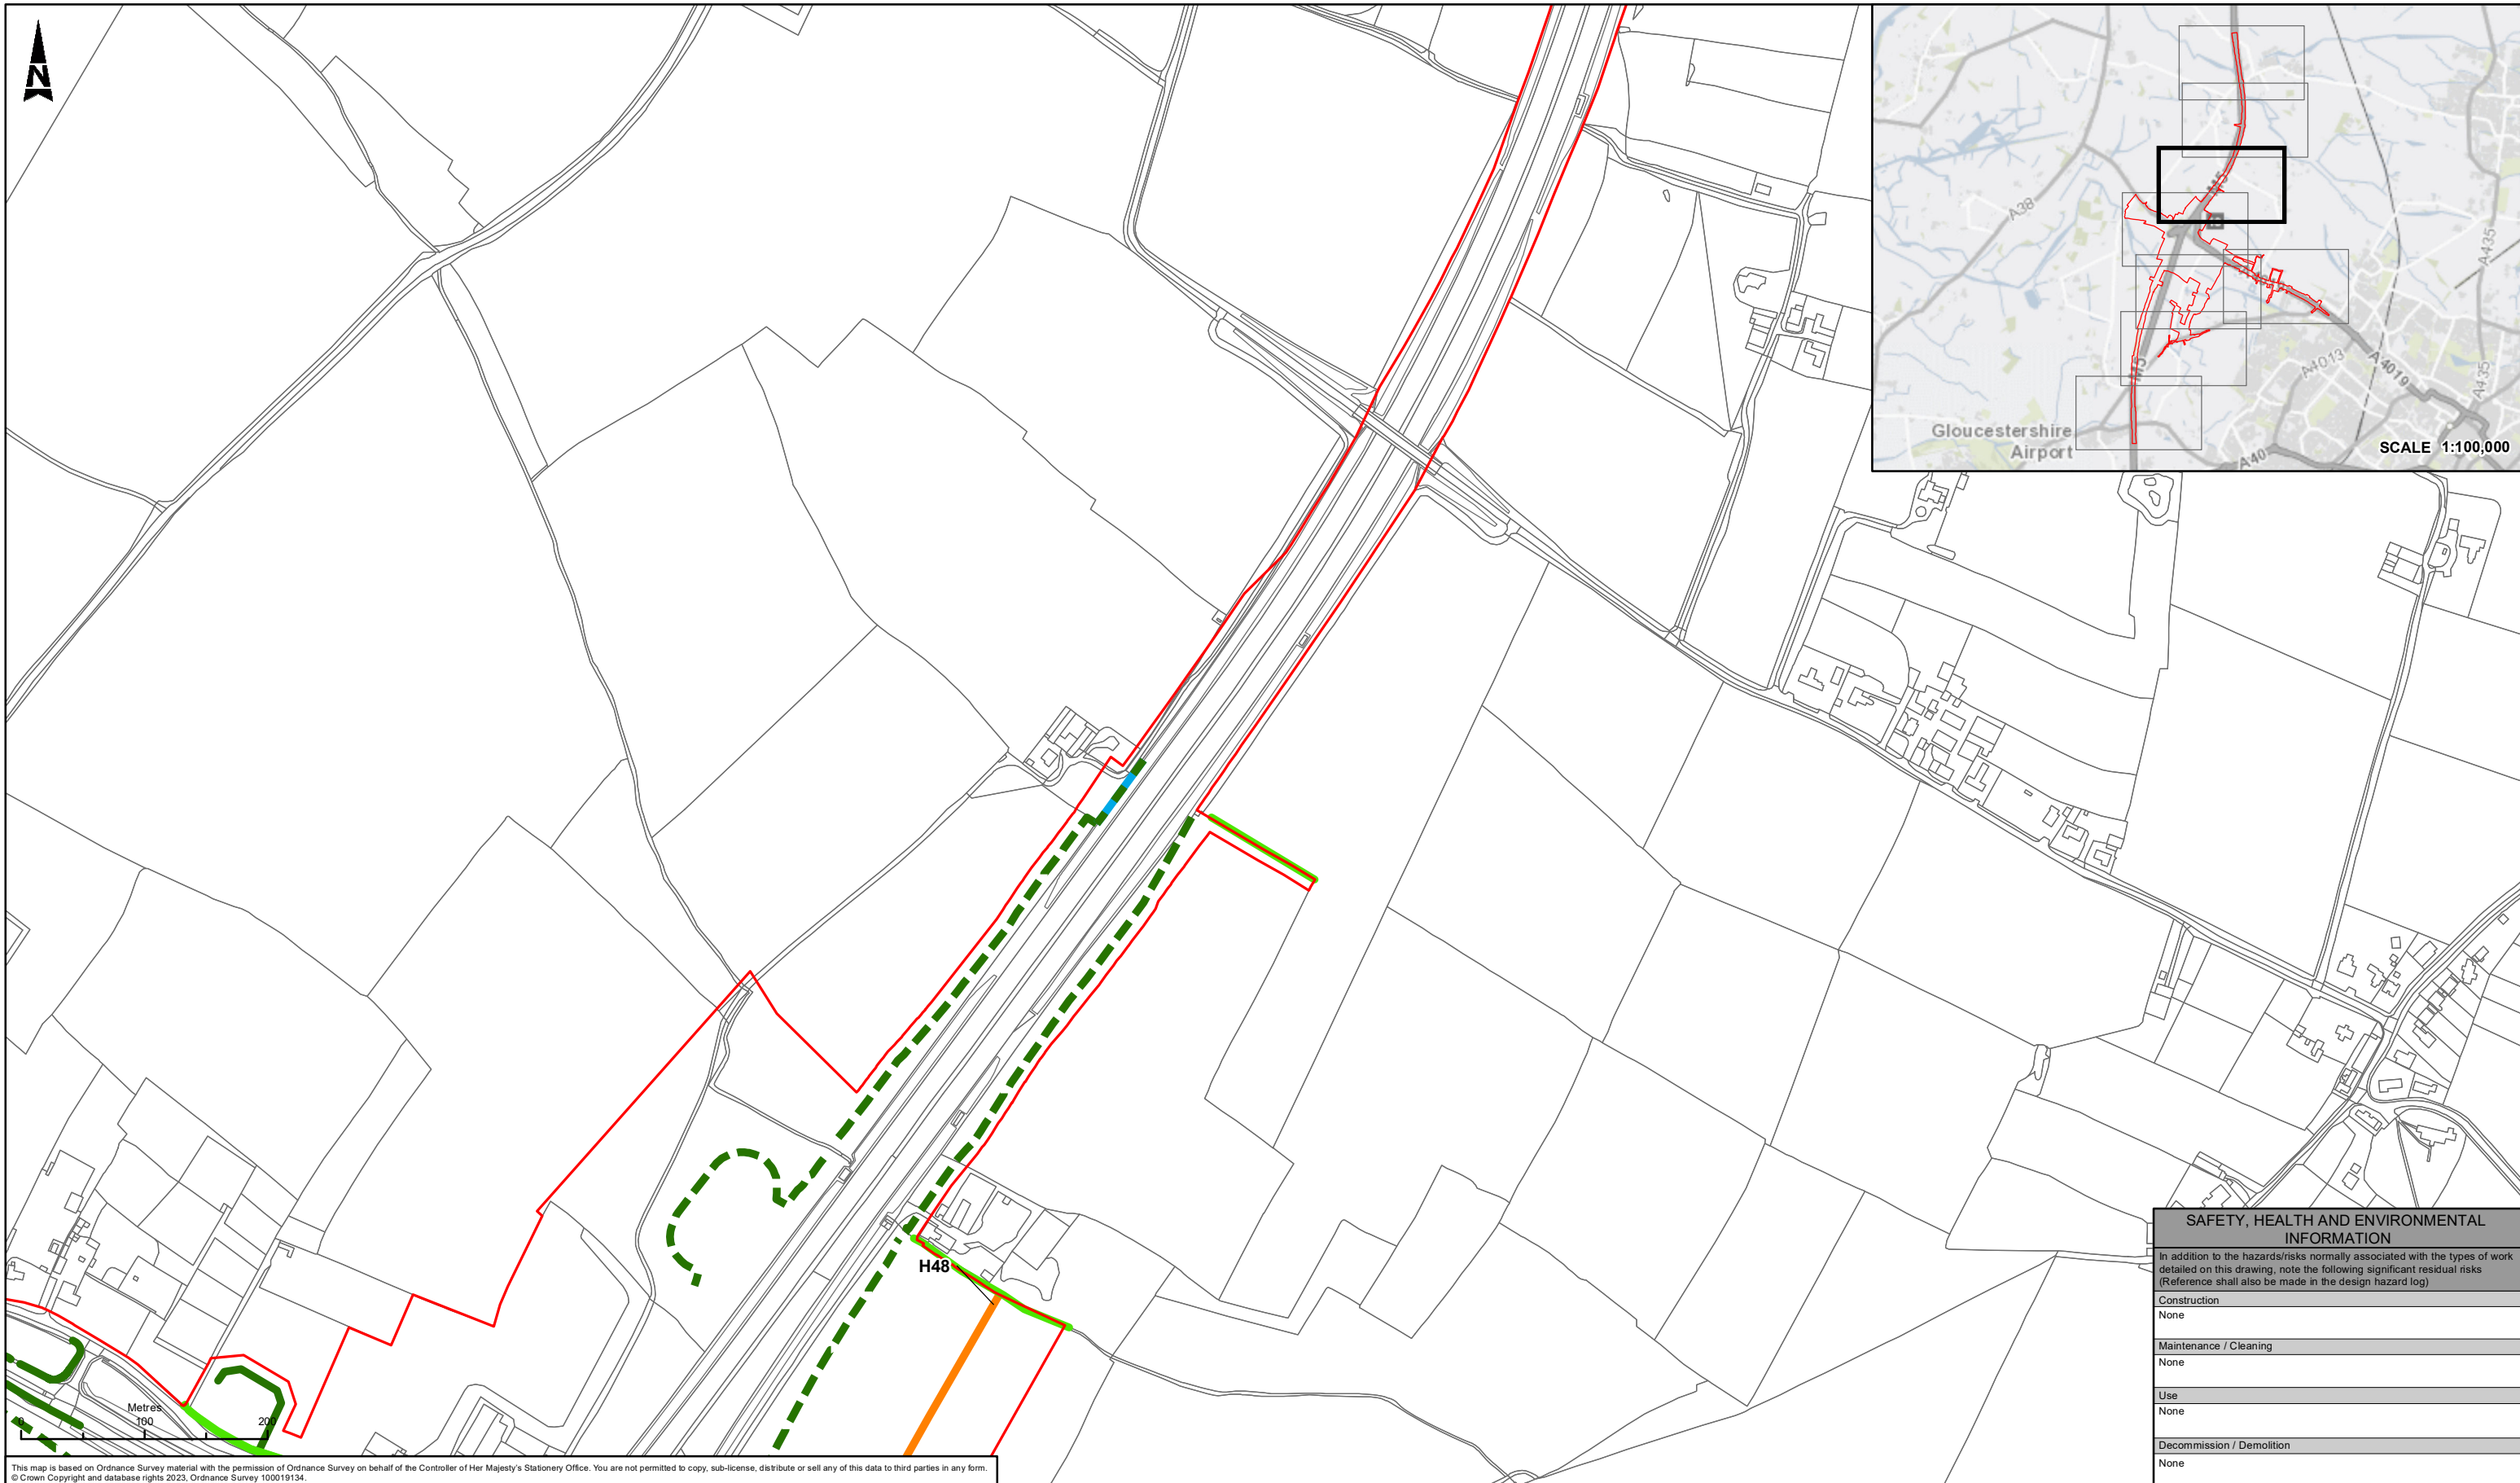 N
A38
M5
A435
A4013
A4019
A435
M5
Gloucestershire
Airport
A40
SCALE 1:100,000
H48
Metres
0 100 200
SAFETY, HEALTH AND ENVIRONMENTAL
INFORMATION
In addition to the hazards/risks normally associated with the types of work
detailed on this drawing, note the following significant residual risks
(Reference shall also be made in the design hazard log)
Construction
None
Maintenance / Cleaning
None
Use
None
Decommission / Demolition
None
This map is based on Ordnance Survey material with the permission of Ordnance Survey on behalf of the Controller of Her Majesty's Stationery Office. You are not permitted to copy, sub-license, distribute or sell any of this data to third parties in any form.
© Crown Copyright and database rights 2023, Ordnance Survey 100019134.